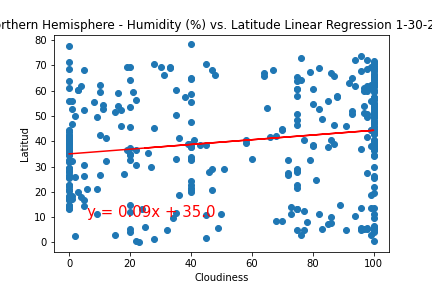 orthern Hemisphere - Humidity (%) vs. Latitude Linear Regression 1-30-2
80
70
60
50
40
30
20
10
0
Latitud
y = 0.09x + 35.0
0 20 40 60 80 100
Cloudiness